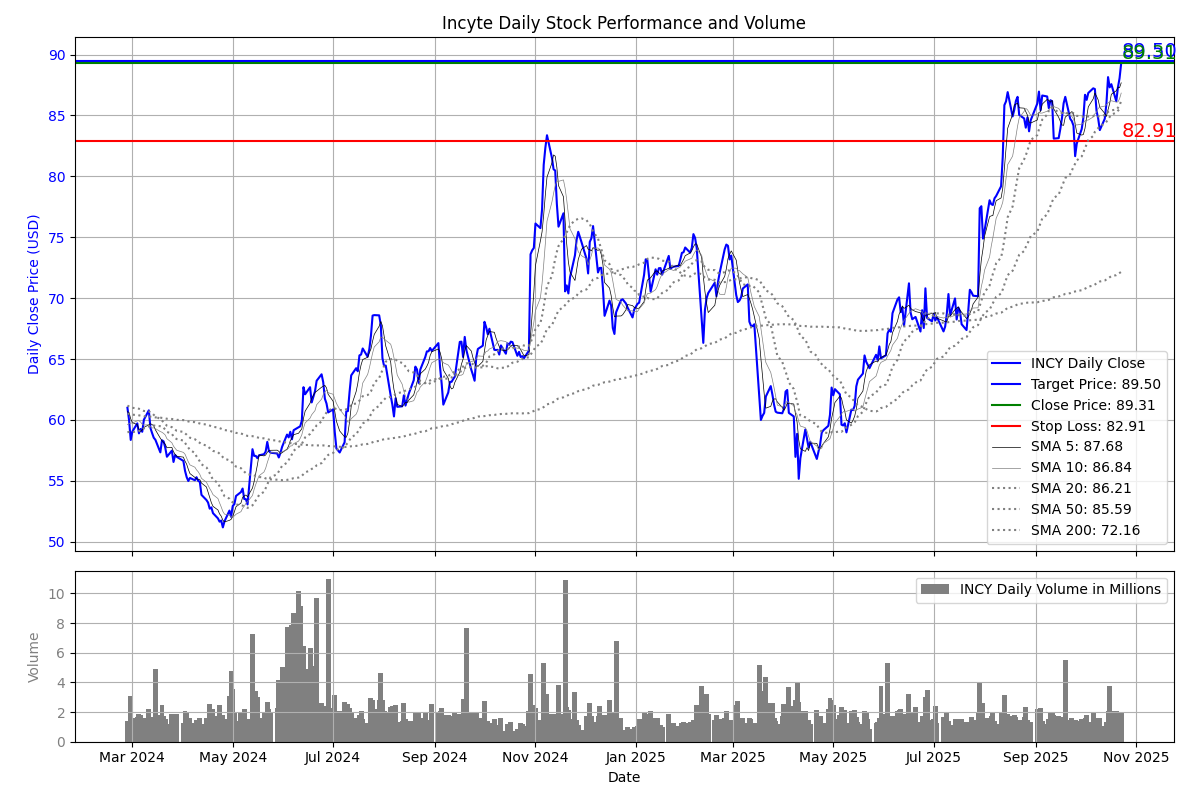 Incyte Daily Stock Performance and Volume
Daily Close Price (USD)
90
85
80
75
70
65
60
55
50
89.50
89.31
82.91
INCY Daily Close
Target Price: 89.50
Close Price: 89.31
Stop Loss: 82.91
SMA 5: 87.68
SMA 10: 86.84
SMA 20: 86.21
SMA 50: 85.59
SMA 200: 72.16
Volume
10
8
6
4
2
0
INCY Daily Volume in Millions
Mar 2024 May 2024 Jul 2024 Sep 2024 Nov 2024 Jan 2025 Mar 2025 May 2025 Jul 2025 Sep 2025 Nov 2025
Date